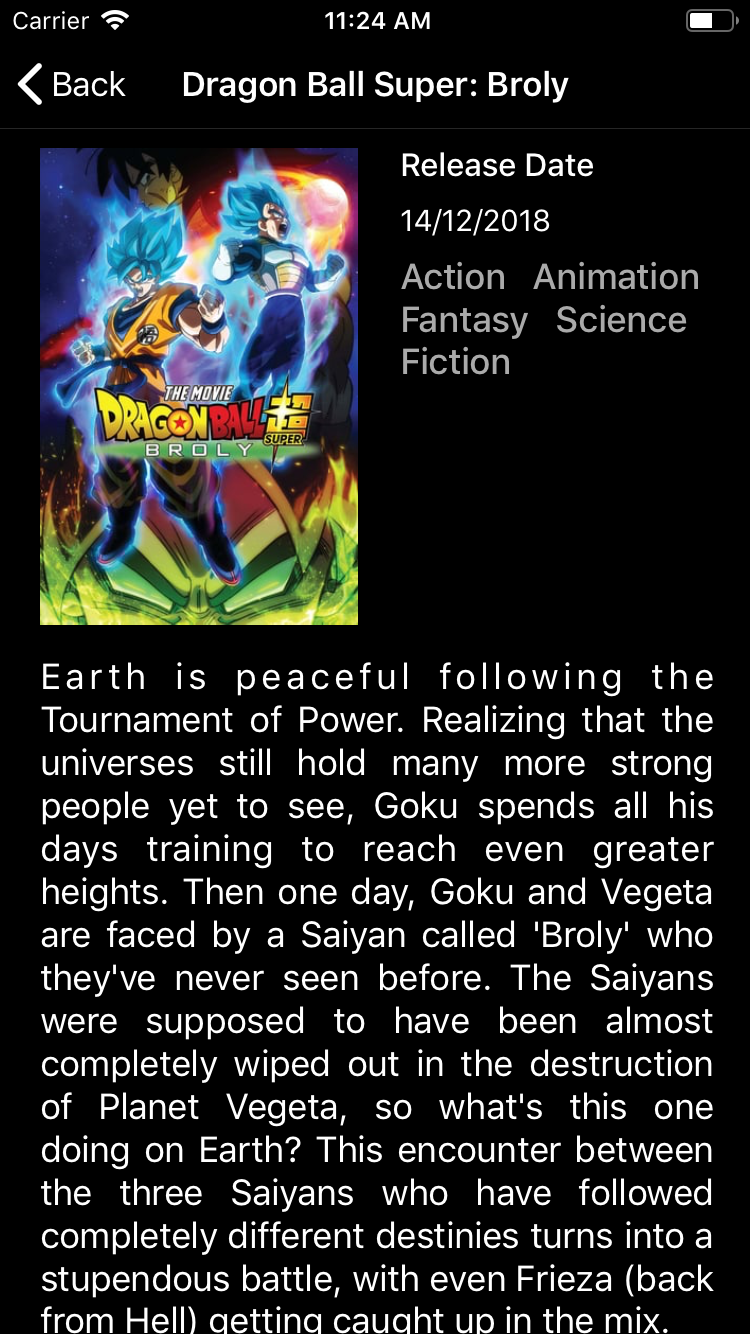 Carrier 11:24 AM
Back Dragon Ball Super: Broly
Release Date
14/12/2018
Action Animation
Fantasy Science
Fiction
THE MOVIE
DRAGON BALL 超
SUPER
BROLY
Earth is peaceful following the
Tournament of Power. Realizing that the
universes still hold many more strong
people yet to see, Goku spends all his
days training to reach even greater
heights. Then one day, Goku and Vegeta
are faced by a Saiyan called 'Broly' who
they've never seen before. The Saiyans
were supposed to have been almost
completely wiped out in the destruction
of Planet Vegeta, so what's this one
doing on Earth? This encounter between
the three Saiyans who have followed
completely different destinies turns into a
stupendous battle, with even Frieza (back
from Hell) getting caught up in the mix.